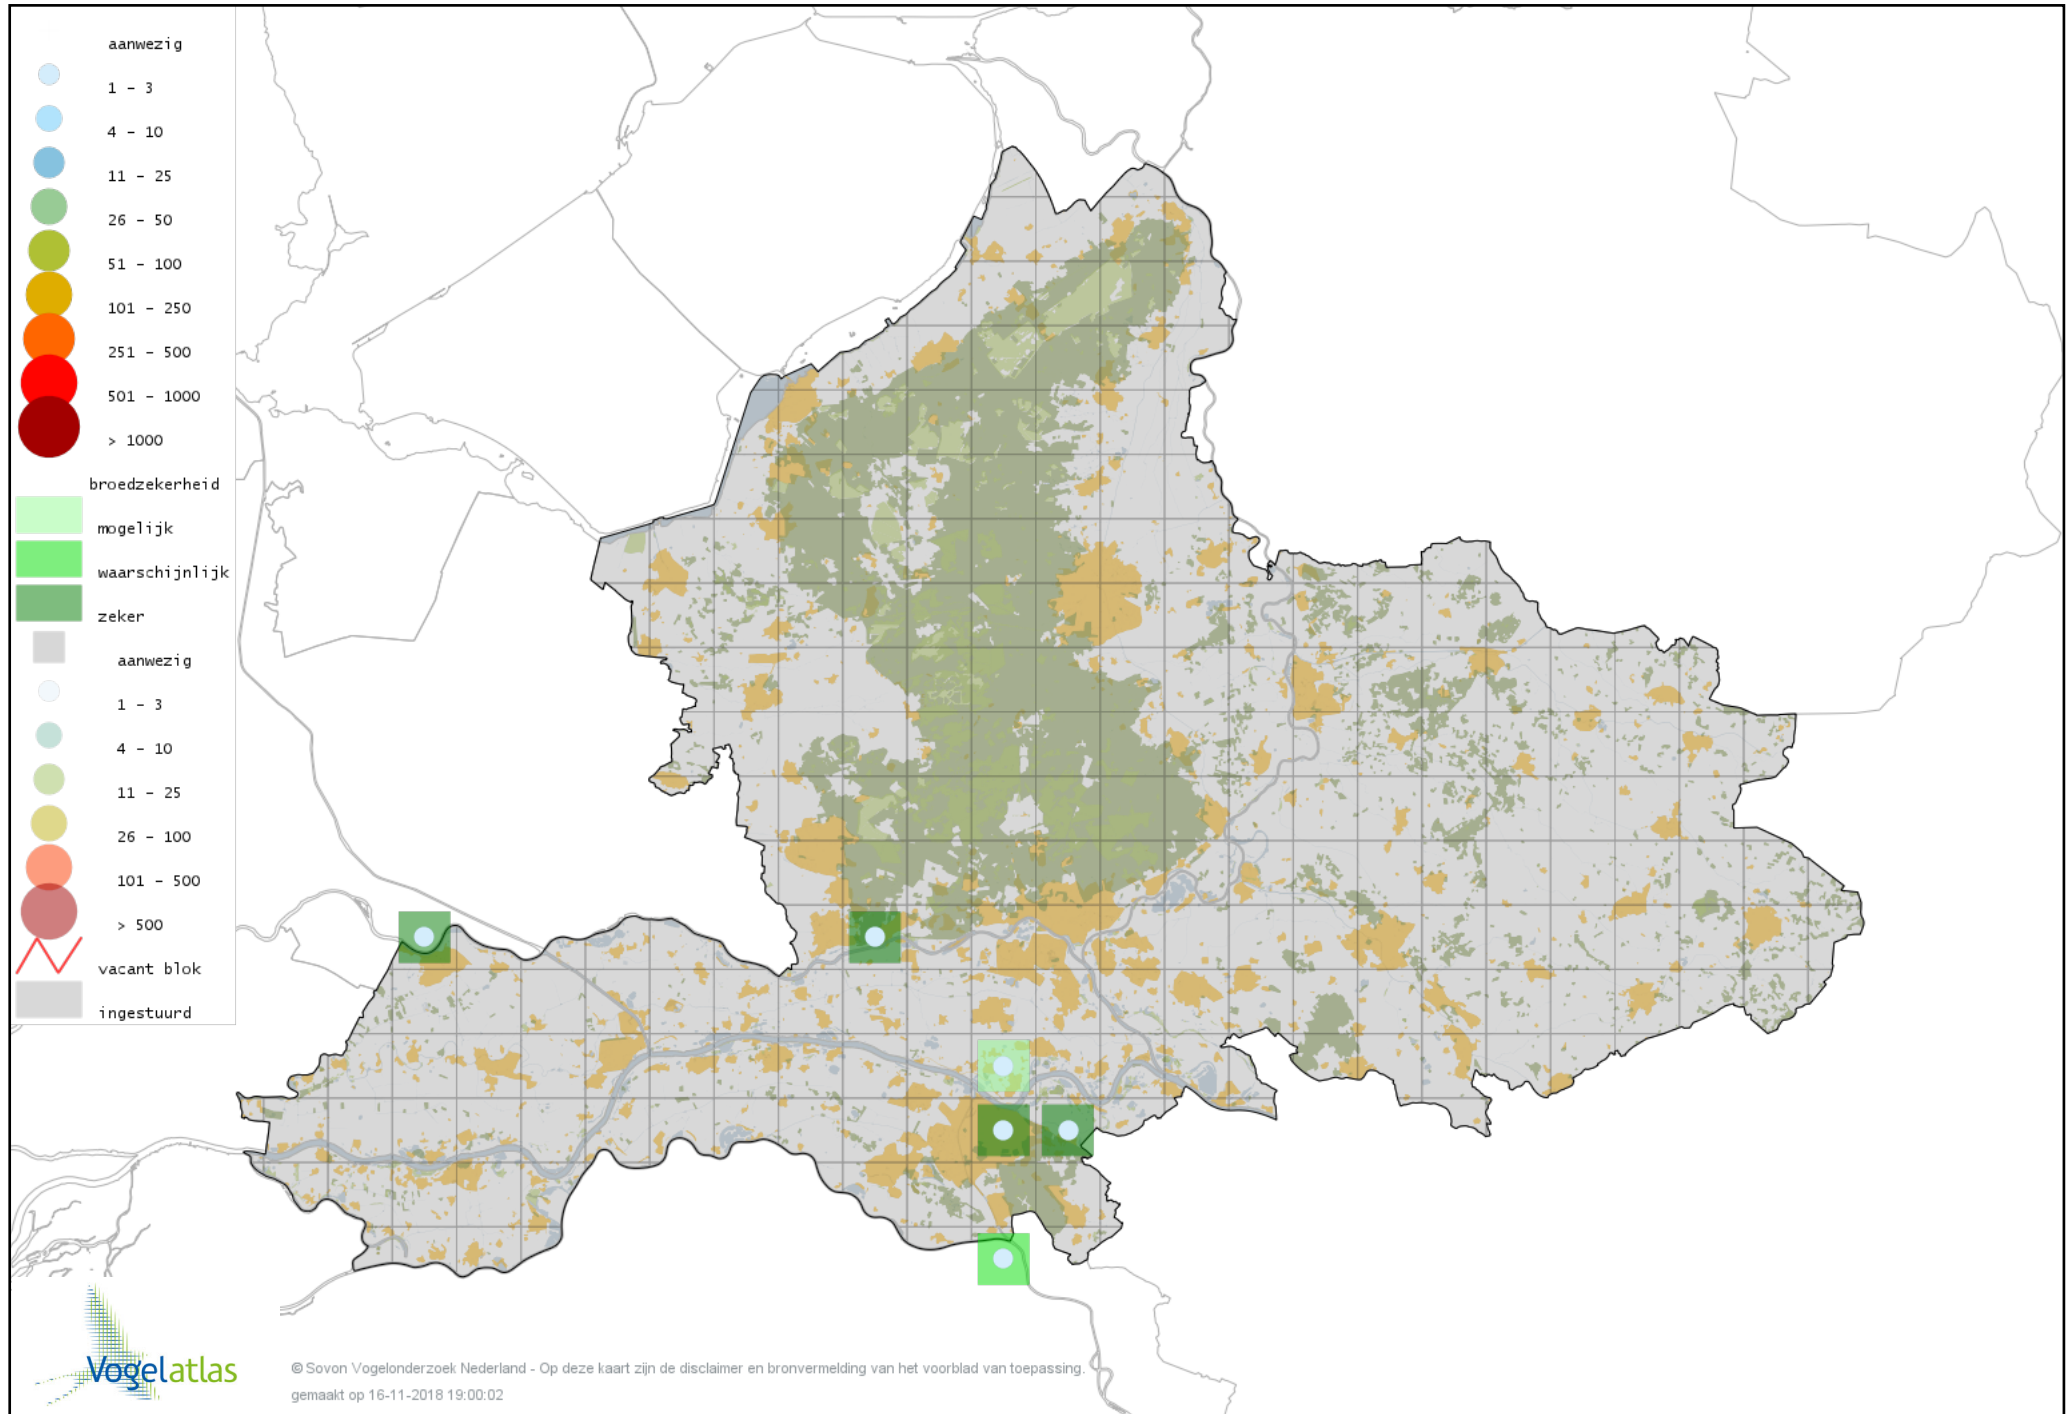 aanwezig
1 - 3
4 - 10
11 - 25
26 - 50
51 - 100
101 - 250
251 - 500
501 - 1000
> 1000
broedzekerheid
mogelijk
waarschijnlijk
zeker
aanwezig
1 - 3
4 - 10
11 - 25
26 - 100
101 - 500
> 500
vacant blok
ingestuurd
Vogelatlas
© Sovon Vogelonderzoek Nederland - Op deze kaart zijn de disclaimer en bronvermelding van het voorblad van toepassing.
gemaakt op 16-11-2018 19:00:02